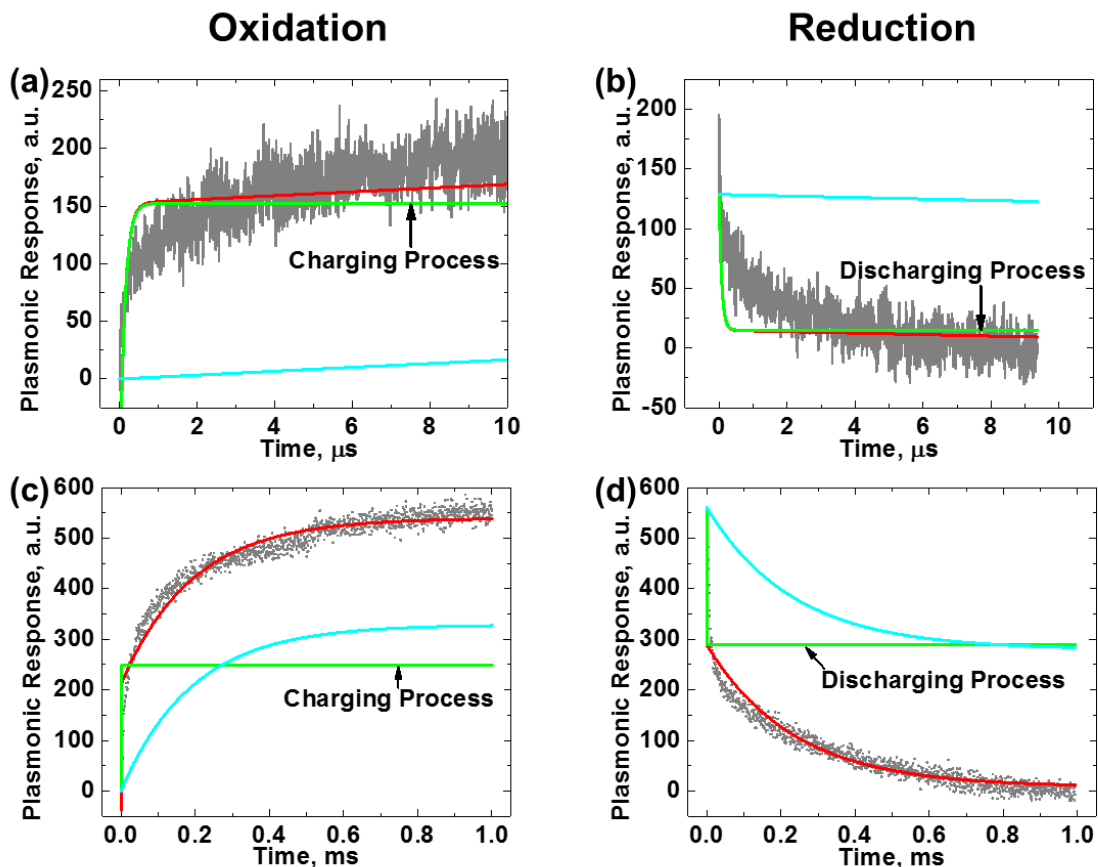 Oxidation
Reduction
(a)
Plasmonic Response, a.u.
250
200
150
100
50
0
Charging Process
0 2 4 6 8 10
Time, μs
(b)
Plasmonic Response, a.u.
200
150
100
50
0
-50
Discharging Process
0 2 4 6 8 10
Time, μs
(c)
Plasmonic Response, a.u.
600
500
400
300
200
100
0
Charging Process
0.0 0.2 0.4 0.6 0.8 1.0
Time, ms
(d)
Plasmonic Response, a.u.
600
500
400
300
200
100
0
Discharging Process
0.0 0.2 0.4 0.6 0.8 1.0
Time, ms